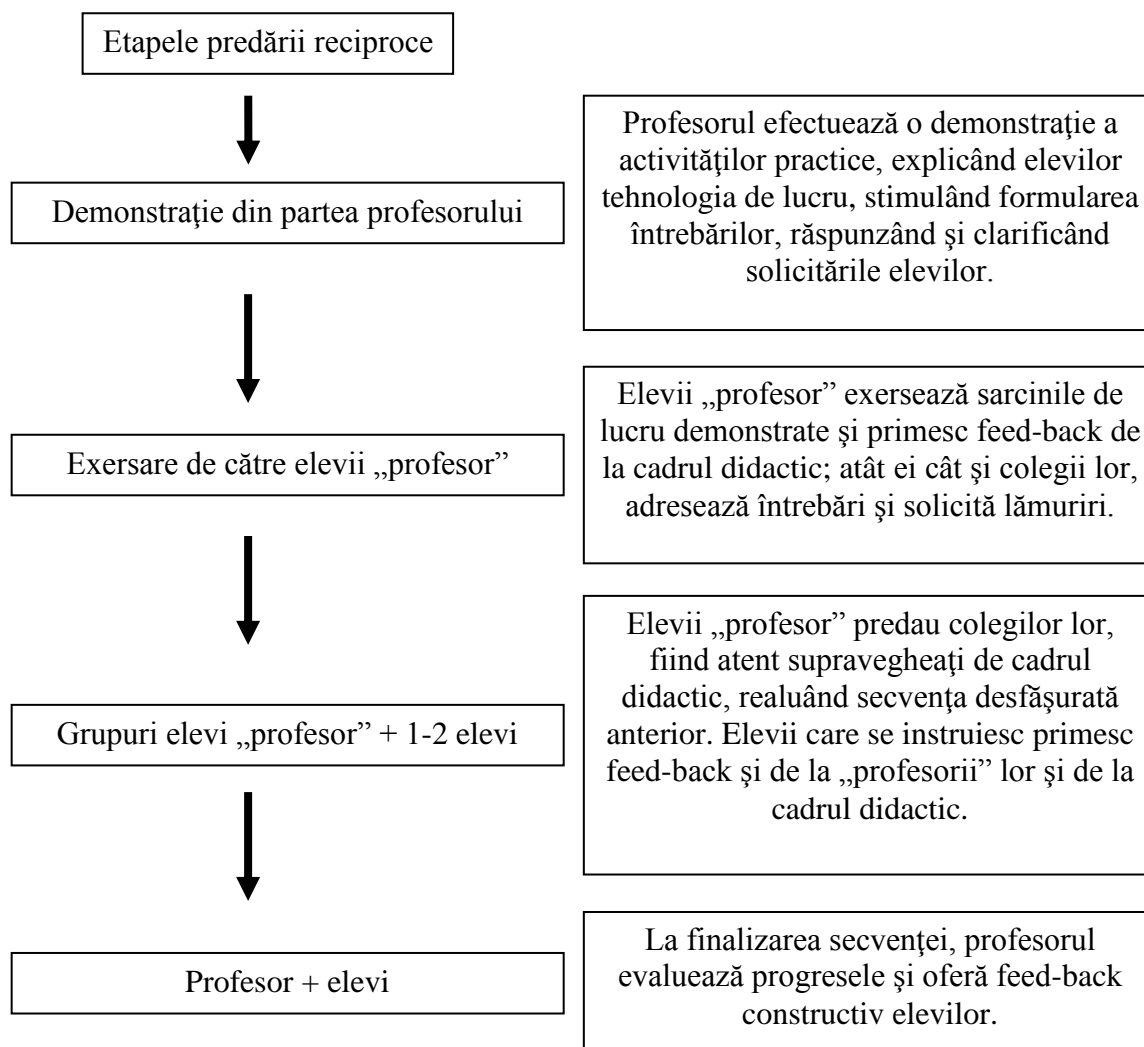 Etapele predării reciproce
Demonstraţie din partea profesorului
Profesorul efectuează o demonstraţie a
activităţilor practice, explicând elevilor
tehnologia de lucru, stimulând formularea
întrebărilor, răspunzând şi clarificând
solicitările elevilor.
Exersare de către elevii „profesor”
Elevii „profesor” exersează sarcinile de
lucru demonstrate şi primesc feed-back de
la cadrul didactic; atât ei cât şi colegii lor,
adresează întrebări şi solicită lămuriri.
Grupuri elevi „profesor” + 1-2 elevi
Elevii „profesor” predau colegilor lor,
fiind atent supravegheaţi de cadrul
didactic, realuând secvenţa desfăşurată
anterior. Elevii care se instruiesc primesc
feed-back şi de la „profesorii” lor şi de la
cadrul didactic.
Profesor + elevi
La finalizarea secvenţei, profesorul
evaluează progresele şi oferă feed-back
constructiv elevilor.